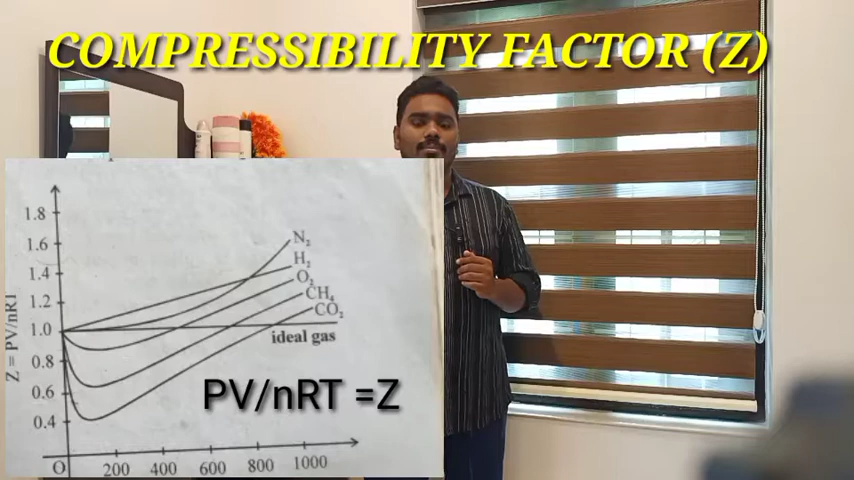 COMPRESSIBILITY FACTOR (Z)
1.8
1.6
1.4
1.2
1.0
0.8
0.6
0.4
Z = PV/nRT
N₂
H₂
O₂
CH₄
CO₂
ideal gas
PV/nRT =Z
O 200 400 600 800 1000